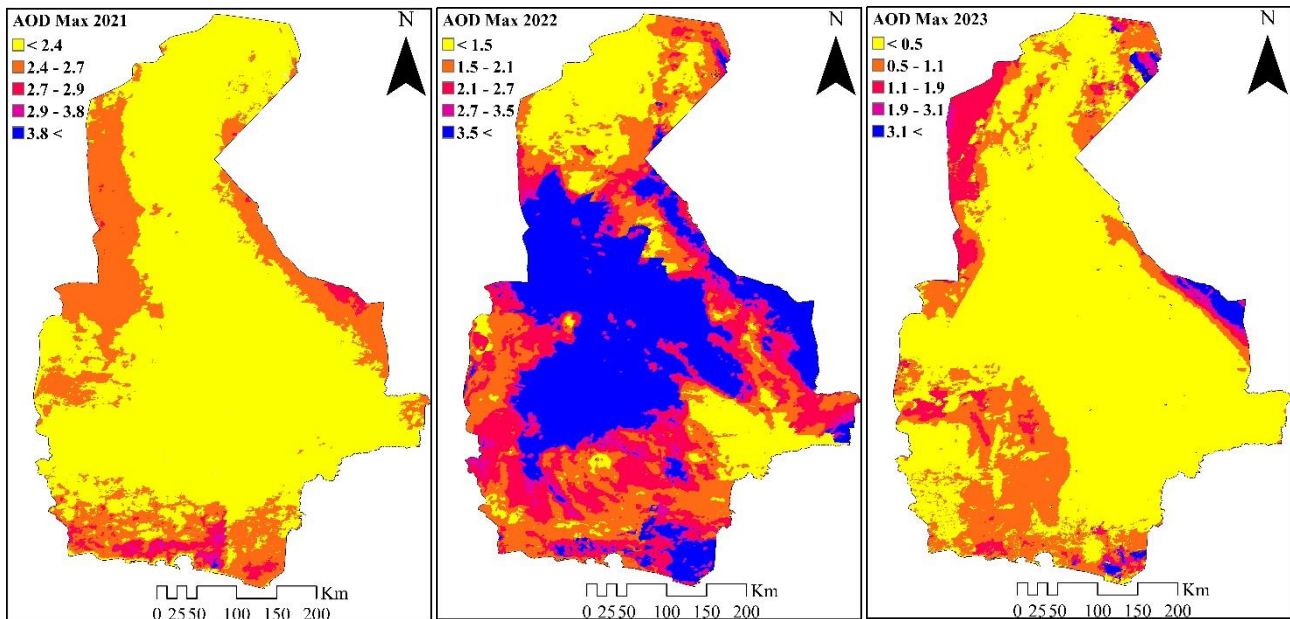 AOD Max 2021
N
< 2.4
2.4 - 2.7
2.7 - 2.9
2.9 - 3.8
3.8 <
Km
0 25 50 100 150 200
AOD Max 2022
N
< 1.5
1.5 - 2.1
2.1 - 2.7
2.7 - 3.5
3.5 <
Km
0 25 50 100 150 200
AOD Max 2023
N
< 0.5
0.5 - 1.1
1.1 - 1.9
1.9 - 3.1
3.1 <
Km
0 25 50 100 150 200